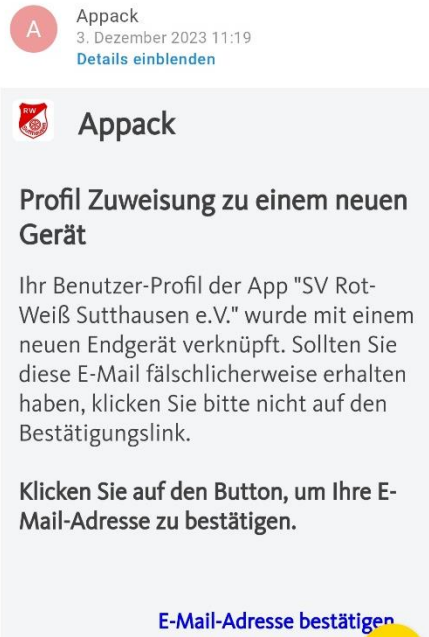 A
Appack
3. Dezember 2023 11:19
Details einblenden
RW
Appack
Profil Zuweisung zu einem neuen
Gerät
Ihr Benutzer-Profil der App "SV Rot-
Weiß Sutthausen e.V." wurde mit einem
neuen Endgerät verknüpft. Sollten Sie
diese E-Mail fälschlicherweise erhalten
haben, klicken Sie bitte nicht auf den
Bestätigungslink.
Klicken Sie auf den Button, um Ihre E-
Mail-Adresse zu bestätigen.
E-Mail-Adresse bestätigen